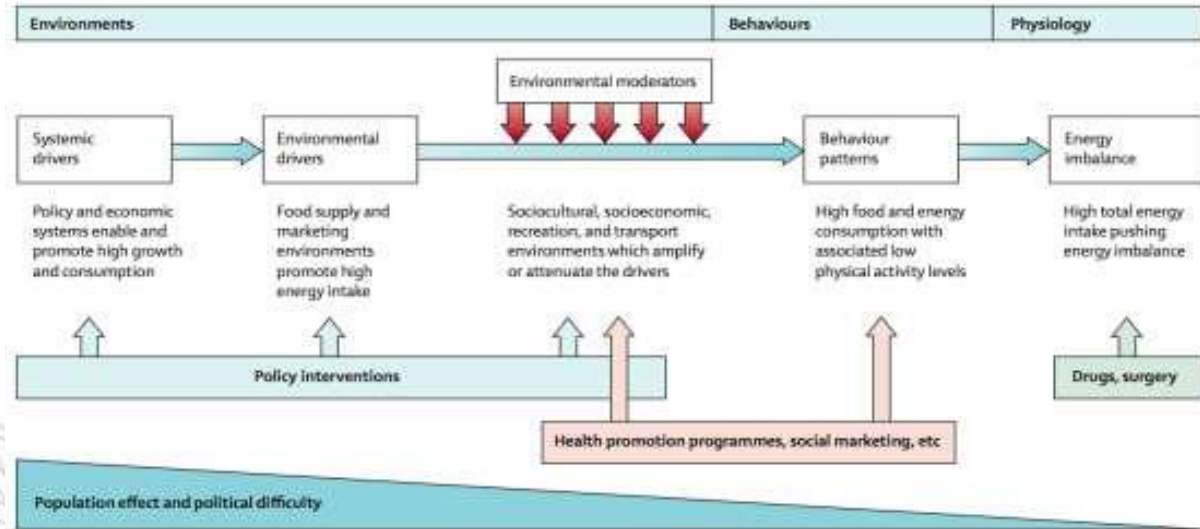 Environments
Behaviours
Physiology
Environmental moderators
Systemic
drivers
Environmental
drivers
Behaviour
patterns
Energy
imbalance
Policy and economic
systems enable and
promote high growth
and consumption
Food supply and
marketing
environments
promote high
energy intake
Sociocultural, socioeconomic,
recreation, and transport
environments which amplify
or attenuate the drivers
High food and energy
consumption with
associated low
physical activity levels
High total energy
intake pushing
energy imbalance
Policy interventions
Drugs, surgery
Health promotion programmes, social marketing, etc
Population effect and political difficulty